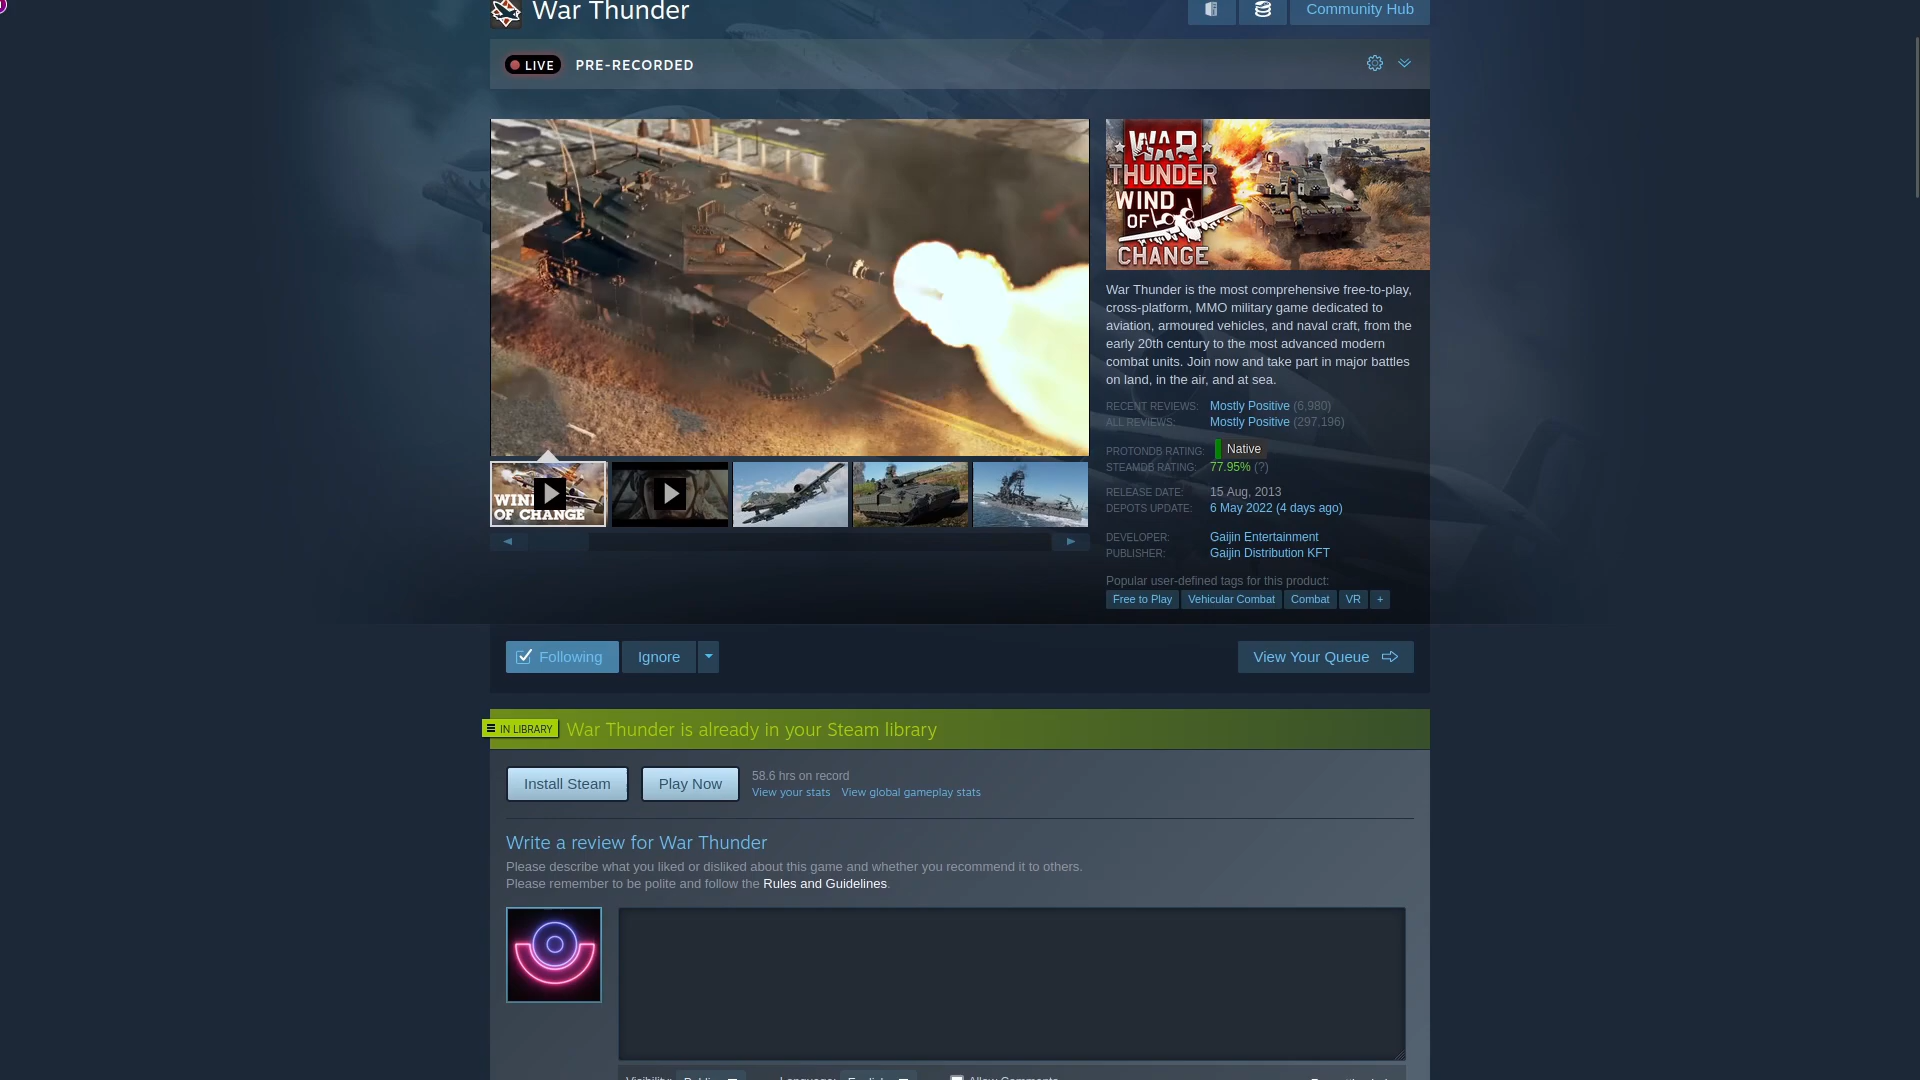 War Thunder
Community Hub
LIVE
PRE-RECORDED
WAR
THUNDER
WIND
OF
CHANGE
War Thunder is the most comprehensive free-to-play,
cross-platform, MMO military game dedicated to
aviation, armoured vehicles, and naval craft, from the
early 20th century to the most advanced modern
combat units. Join now and take part in major battles
on land, in the air, and at sea.
RECENT REVIEWS: Mostly Positive (6,980)
ALL REVIEWS: Mostly Positive (297,196)
PROTONDB RATING: Native
STEAMDB RATING: 77.95% (?)
RELEASE DATE: 15 Aug, 2013
DEPOTS UPDATE: 6 May 2022 (4 days ago)
DEVELOPER: Gaijin Entertainment
PUBLISHER: Gaijin Distribution KFT
Popular user-defined tags for this product:
Free to Play Vehicular Combat Combat VR +
OF CHANGE
Following Ignore
View Your Queue
IN LIBRARY
War Thunder is already in your Steam library
Install Steam Play Now
58.6 hrs on record
View your stats View global gameplay stats
Write a review for War Thunder
Please describe what you liked or disliked about this game and whether you recommend it to others.
Please remember to be polite and follow the Rules and Guidelines.